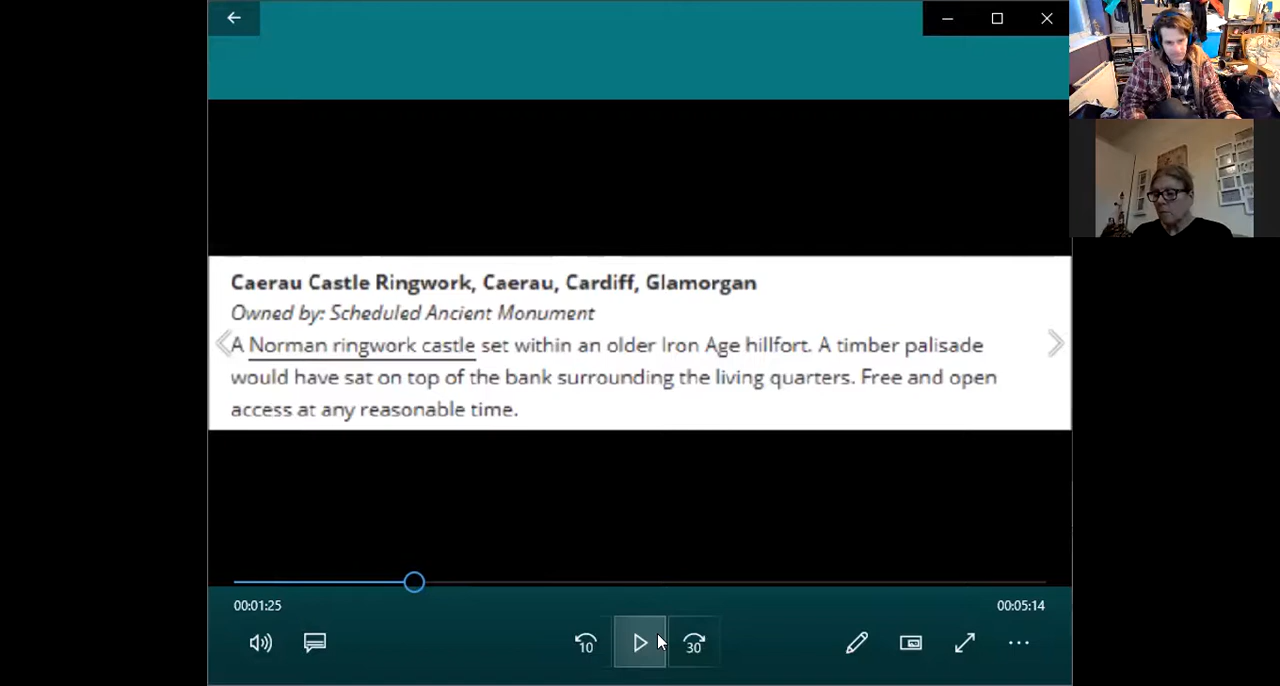 Caerau Castle Ringwork, Caerau, Cardiff, Glamorgan
Owned by: Scheduled Ancient Monument
A Norman ringwork castle set within an older Iron Age hillfort. A timber palisade
would have sat on top of the bank surrounding the living quarters. Free and open
access at any reasonable time.
00:01:25
00:05:14
10
30